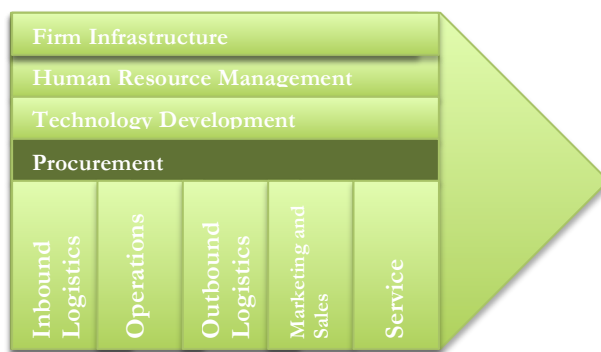 Firm Infrastructure
Human Resource Management
Technology Development
Procurement
Inbound
Logistics
Operations
Outbound
Logistics
Marketing and
Sales
Service